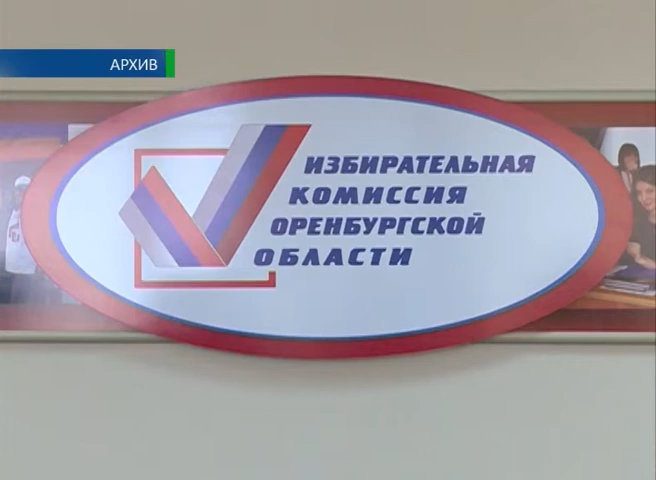 АРХИВ
ИЗБИРАТЕЛЬНАЯ
КОМИССИЯ
ОРЕНБУРГСКОЙ
ОБЛАСТИ